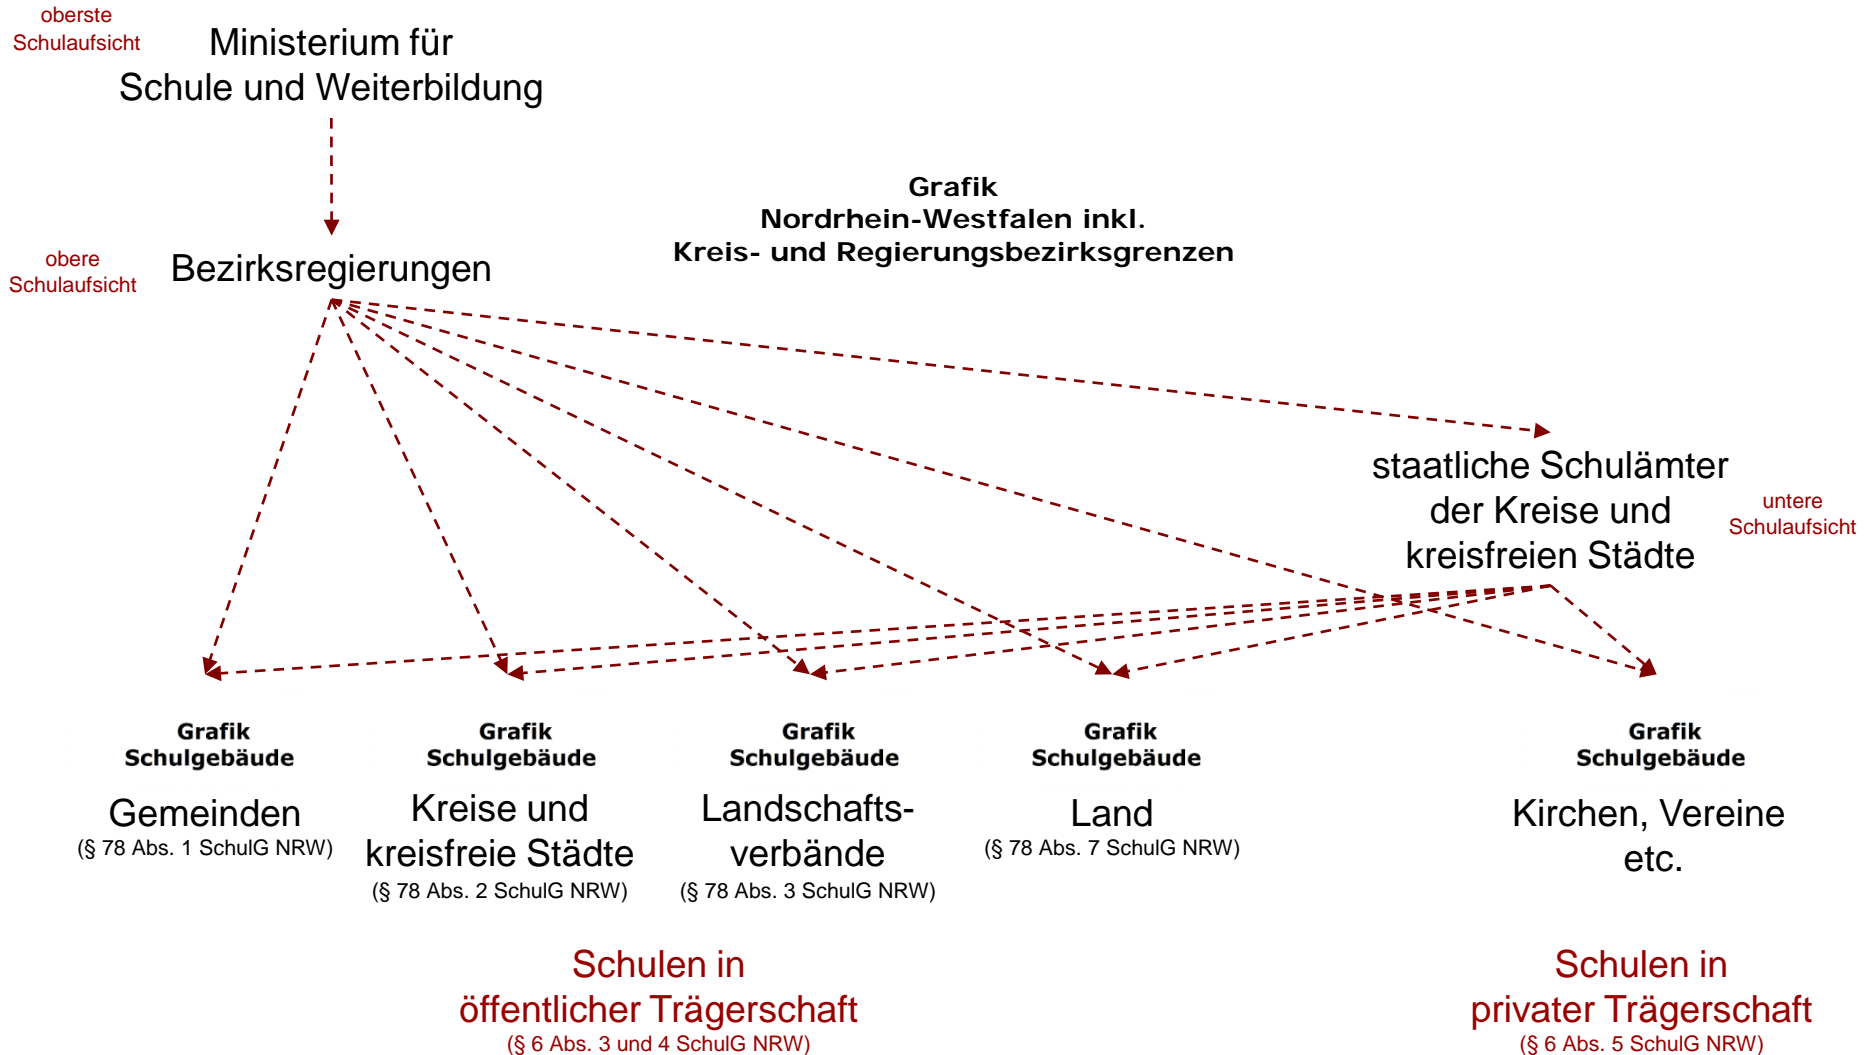 oberste
Schulaufsicht
Ministerium für
Schule und Weiterbildung
Grafik
Nordrhein-Westfalen inkl.
Kreis- und Regierungsbezirksgrenzen
obere
Schulaufsicht
Bezirksregierungen
staatliche Schulämter
der Kreise und
kreisfreien Städte
untere
Schulaufsicht
Grafik
Schulgebäude
Gemeinden
(§ 78 Abs. 1 SchulG NRW)
Grafik
Schulgebäude
Kreise und
kreisfreie Städte
(§ 78 Abs. 2 SchulG NRW)
Grafik
Schulgebäude
Landschafts-
verbände
(§ 78 Abs. 3 SchulG NRW)
Grafik
Schulgebäude
Land
(§ 78 Abs. 7 SchulG NRW)
Grafik
Schulgebäude
Kirchen, Vereine
etc.
Schulen in
öffentlicher Trägerschaft
(§ 6 Abs. 3 und 4 SchulG NRW)
Schulen in
privater Trägerschaft
(§ 6 Abs. 5 SchulG NRW)